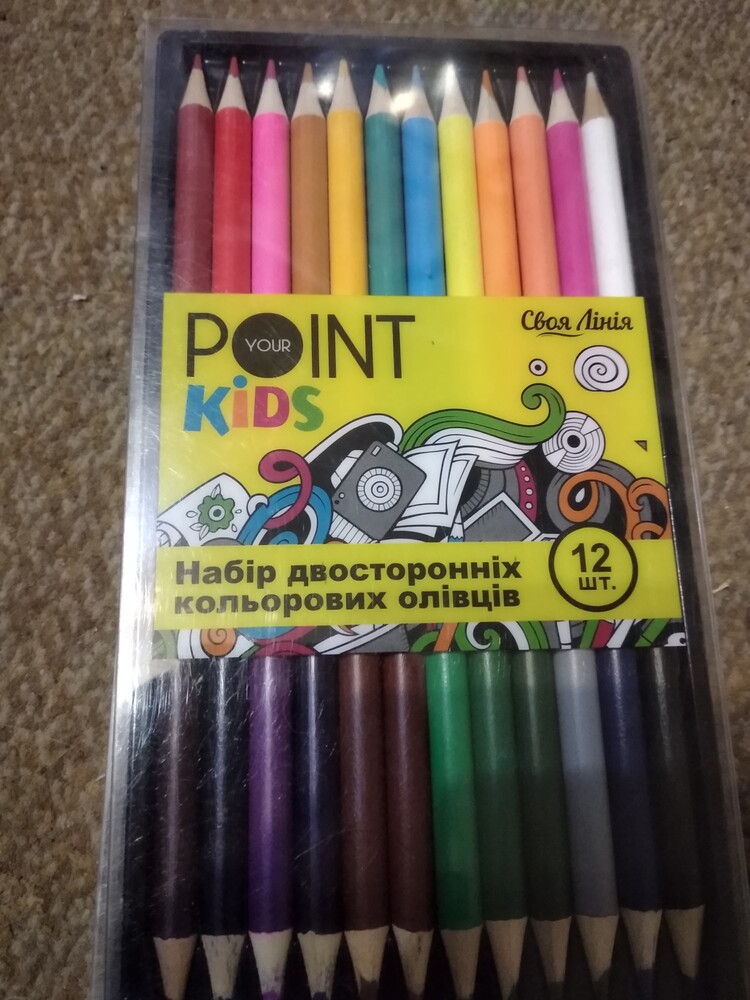 POINT
YOUR
KiDS
Своя Лінія
Набір двосторонніх
кольорових олівців
12
шт.